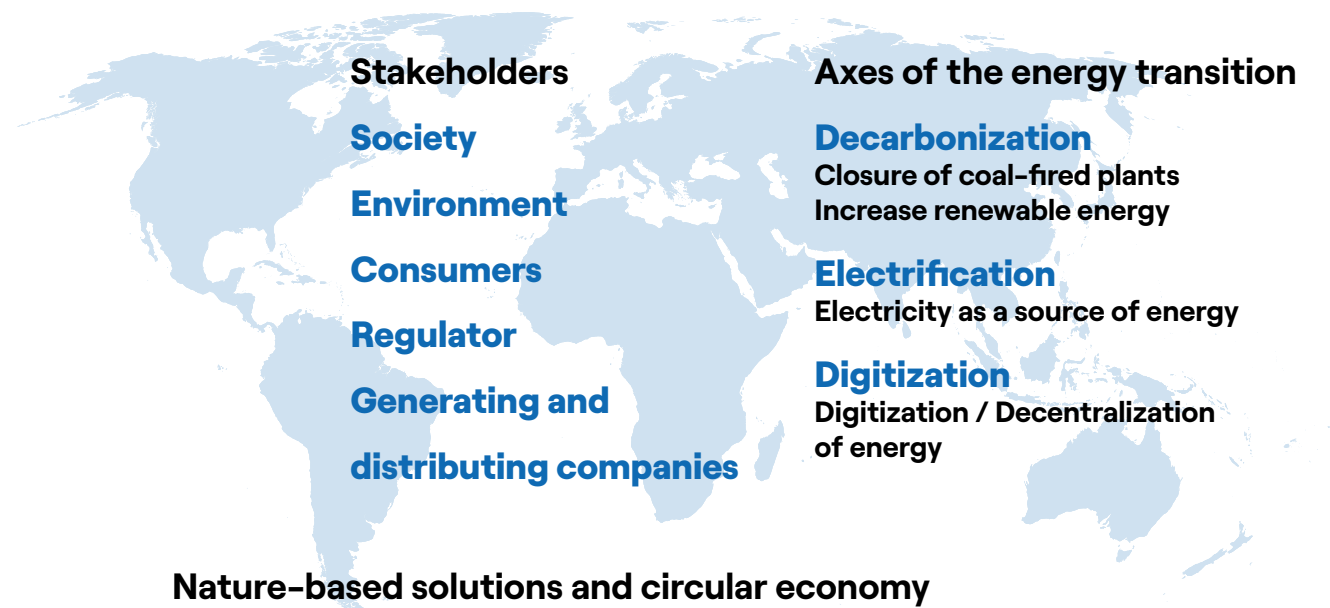 Stakeholders
Society
Environment
Consumers
Regulator
Generating and
distributing companies
Axes of the energy transition
Decarbonization
Closure of coal-fired plants
Increase renewable energy
Electrification
Electricity as a source of energy
Digitization
Digitization / Decentralization
of energy
Nature-based solutions and circular economy